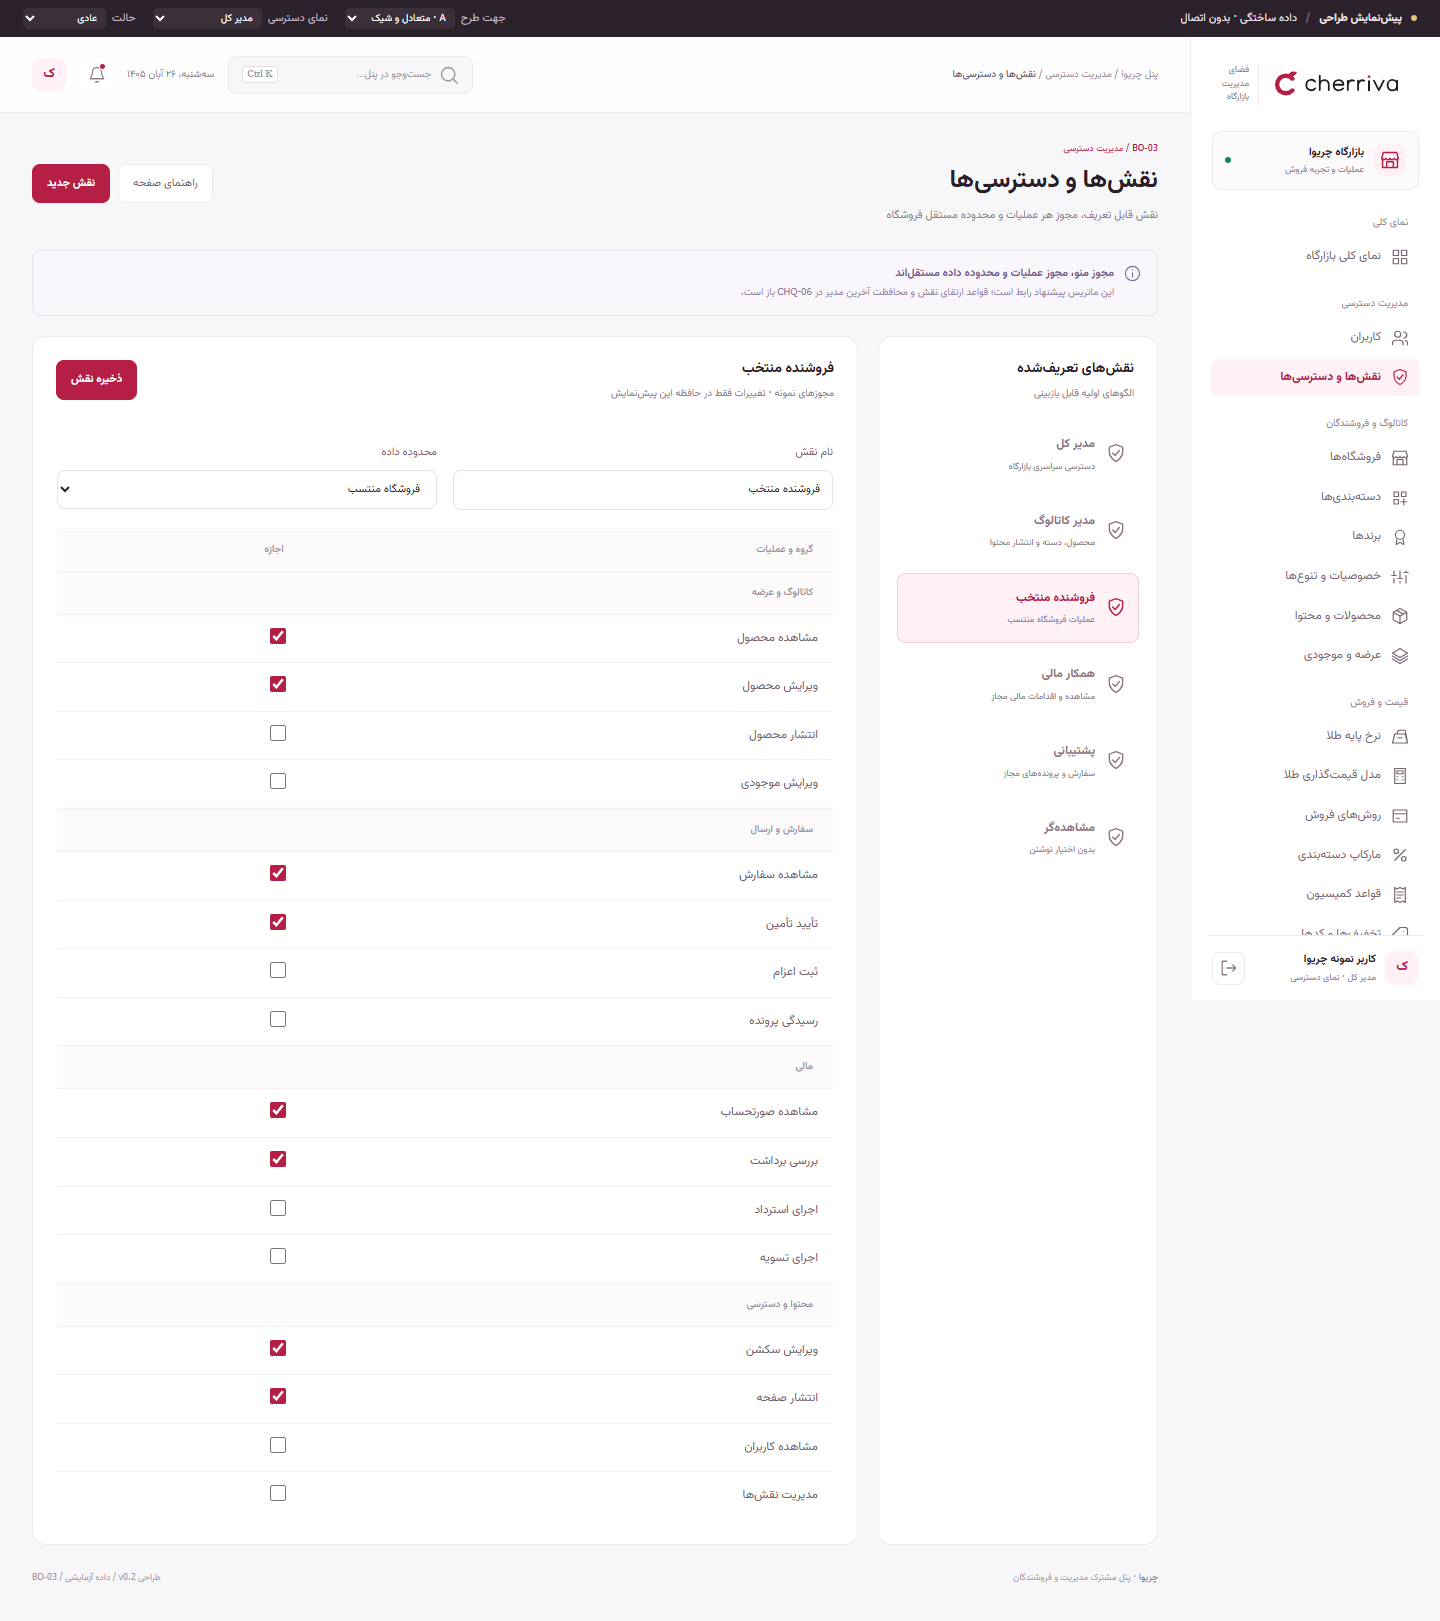 پیش‌نمایش طراحی / داده ساختگی · بدون اتصال
جهت طرح A · متعادل و شیک نمای دسترسی مدیر کل حالت عادی
cherriva
فضای
مدیریت
بازارگاه
بازارگاه چریوا
عملیات و تجربه فروش
نمای کلی
نمای کلی بازارگاه
مدیریت دسترسی
کاربران
نقش‌ها و دسترسی‌ها
کاتالوگ و فروشندگان
فروشگاه‌ها
دسته‌بندی‌ها
برندها
خصوصیات و تنوع‌ها
محصولات و محتوا
عرضه و موجودی
قیمت و فروش
نرخ پایه طلا
مدل قیمت‌گذاری طلا
روش‌های فروش
مارکاپ دسته‌بندی
قواعد کمیسیون
تخفیف‌ها و کدها
ک
کاربر نمونه چریوا
مدیر کل · نمای دسترسی
پنل چریوا / مدیریت دسترسی / نقش‌ها و دسترسی‌ها
جست‌وجو در پنل...
Ctrl K
سه‌شنبه، ۲۶ آبان ۱۴۰۵
ک
BO-03 / مدیریت دسترسی
نقش‌ها و دسترسی‌ها
نقش قابل تعریف، مجوز هر عملیات و محدوده مستقل فروشگاه
راهنمای صفحه
نقش جدید
مجوز منو، مجوز عملیات و محدوده داده مستقل‌اند
این ماتریس پیشنهاد رابط است؛ قواعد ارتقای نقش و محافظت آخرین مدیر در CHQ-06 باز است.
نقش‌های تعریف‌شده
الگوهای اولیه قابل بازبینی
مدیر کل
دسترسی سراسری بازارگاه
مدیر کاتالوگ
محصول، دسته و انتشار محتوا
فروشنده منتخب
عملیات فروشگاه منتسب
همکار مالی
مشاهده و اقدامات مالی مجاز
پشتیبانی
سفارش و پرونده‌های مجاز
مشاهده‌گر
بدون اختیار نوشتن
فروشنده منتخب
مجوزهای نمونه · تغییرات فقط در حافظه این پیش‌نمایش
ذخیره نقش
نام نقش
فروشنده منتخب
محدوده داده
فروشگاه منتسب
گروه و عملیات اجازه
کاتالوگ و عرضه
مشاهده محصول
ویرایش محصول
انتشار محصول
ویرایش موجودی
سفارش و ارسال
مشاهده سفارش
تأیید تأمین
ثبت اعزام
رسیدگی پرونده
مالی
مشاهده صورتحساب
بررسی برداشت
اجرای استرداد
اجرای تسویه
محتوا و دسترسی
ویرایش سکشن
انتشار صفحه
مشاهده کاربران
مدیریت نقش‌ها
چریوا · پنل مشترک مدیریت و فروشندگان
طراحی v0.2 / داده آزمایشی / BO-03